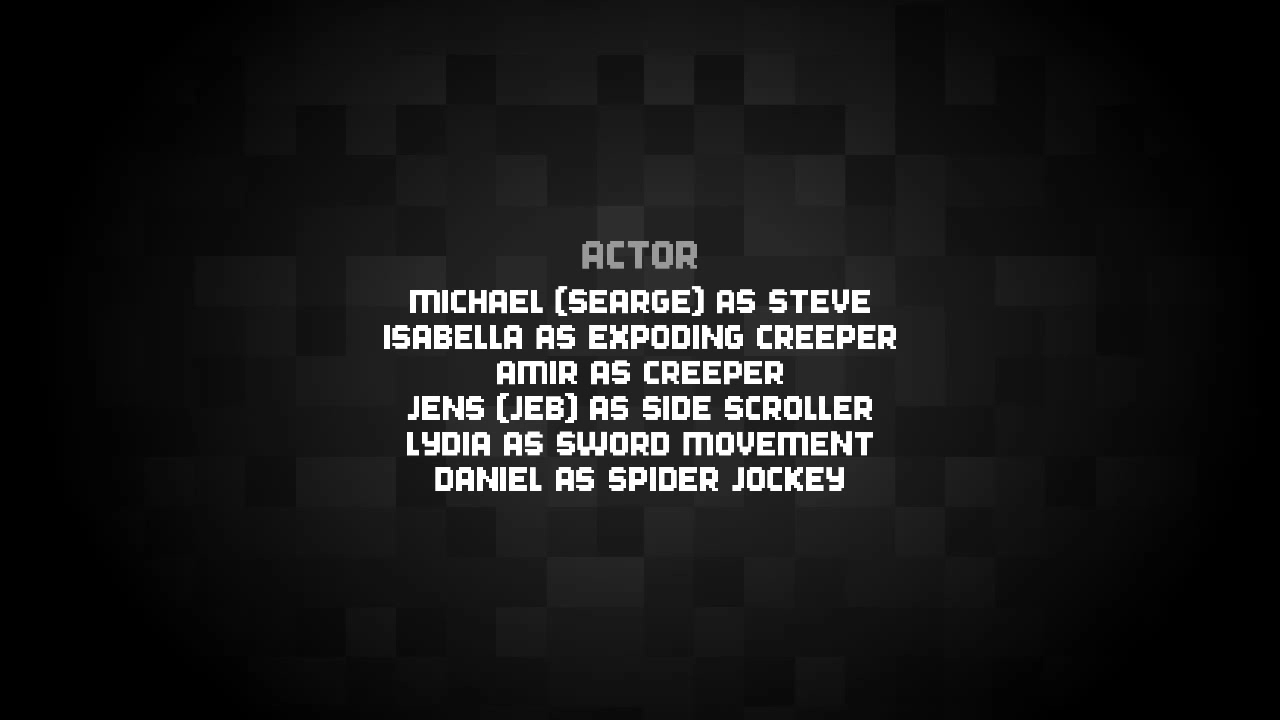 ACTOR
MICHAEL (SEARGE) AS STEVE
ISABELLA AS EXPODING CREEPER
AMIR AS CREEPER
JENS (JEB) AS SIDE SCROLLER
LYDIA AS SWORD MOVEMENT
DANIEL AS SPIDER JOCKEY